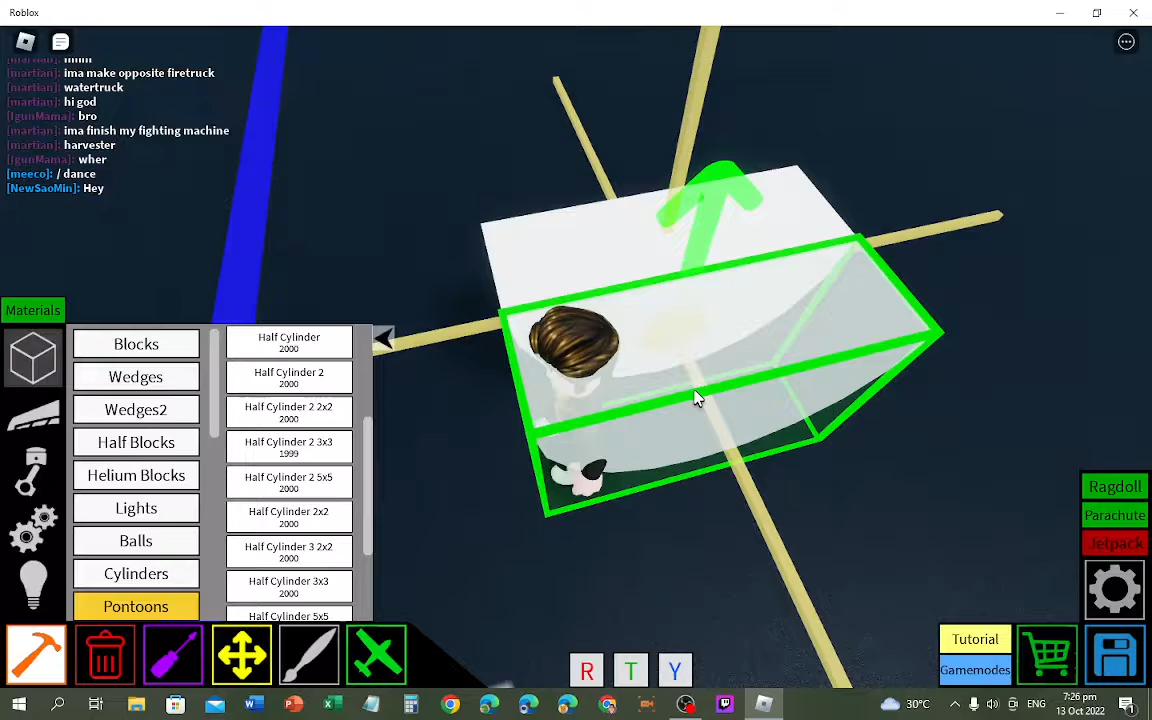 Roblox
[martian]: ima make opposite firetruck
watertruck
[martian]: hi god
[IgunMama]: bro
[martian]: ima finish my fighting machine
[martian]: harvester
[IgunMama]: wher
[meeco]: / dance
[NewSaoMin]: Hey
Materials
Blocks
Wedges
Wedges2
Half Blocks
Helium Blocks
Lights
Balls
Cylinders
Pontoons
Half Cylinder
2000
Half Cylinder 2
2000
Half Cylinder 2 2x2
2000
Half Cylinder 2 3x3
1999
Half Cylinder 2 5x5
2000
Half Cylinder 2x2
2000
Half Cylinder 3 2x2
2000
Half Cylinder 3x3
2000
Half Cylinder 5x5
Ragdoll
Parachute
Jetpack
Tutorial
Gamemodes
R T Y
30°C
ENG
7:26 pm
13 Oct 2022